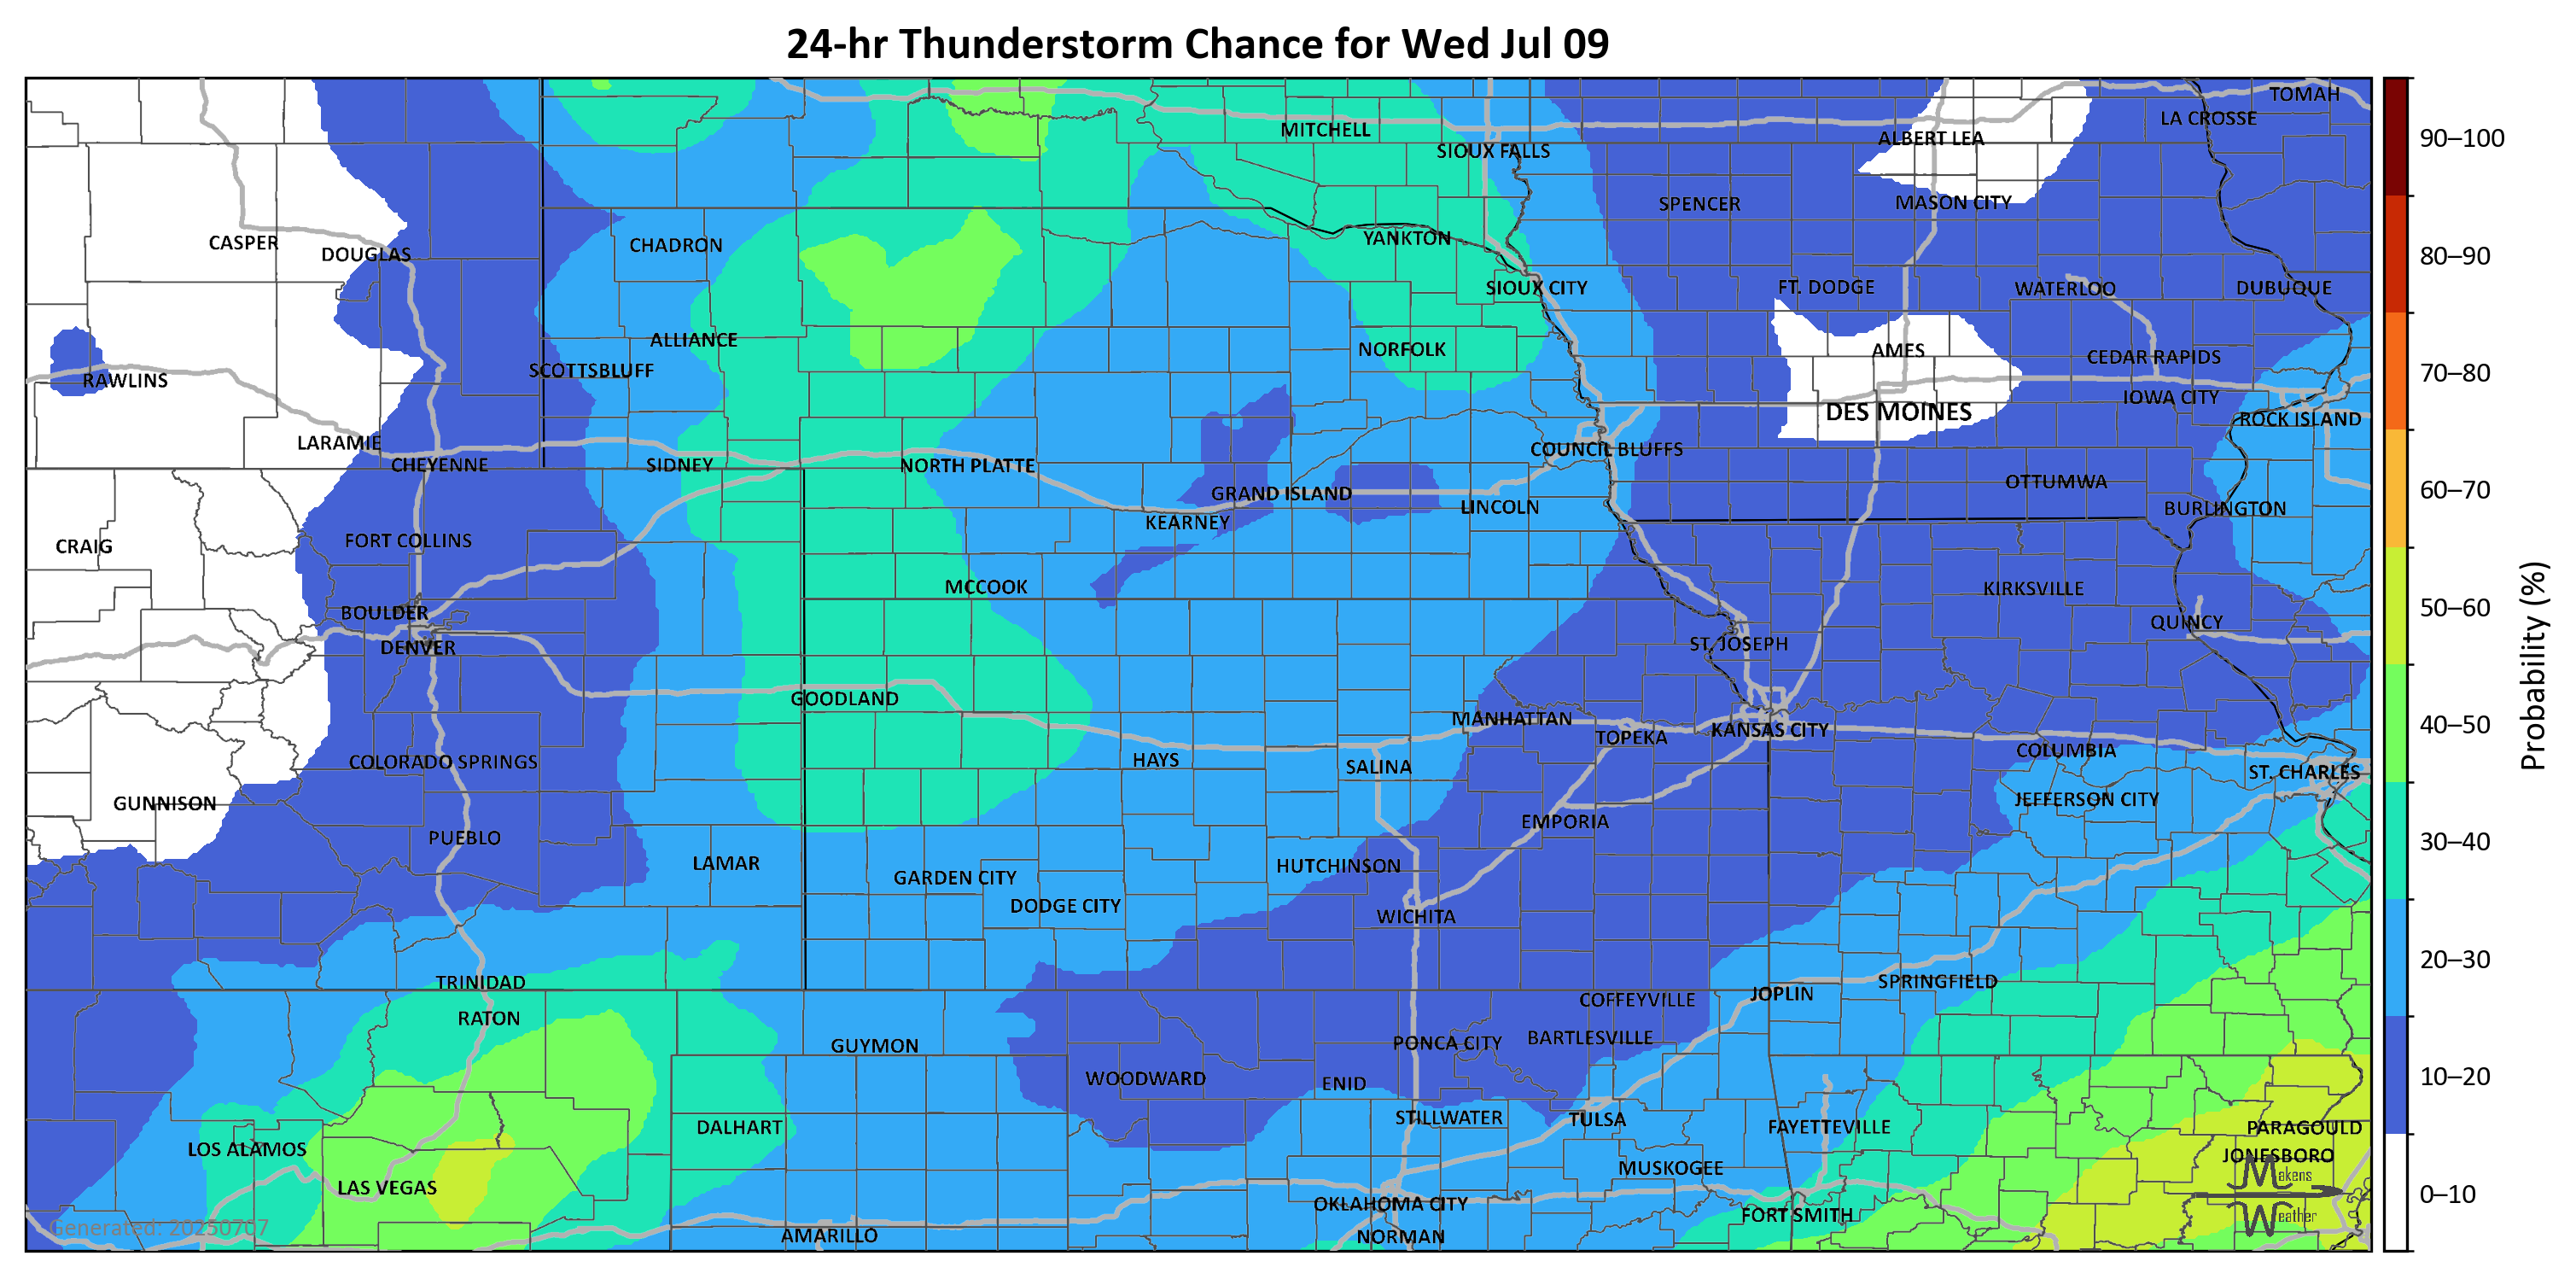 24-hr Thunderstorm Chance for Wed Jul 09
TOMAH
LA CROSSE
MITCHELL
ALBERT LEA
SIOUX FALLS
SPENCER
MASON CITY
CASPER
DOUGLAS
CHADRON
YANKTON
SIOUX CITY
FT. DODGE
WATERLOO
DUBUQUE
ALLIANCE
NORFOLK
AMES
CEDAR RAPIDS
RAWLINS
SCOTTSBLUFF
IOWA CITY
DES MOINES
ROCK ISLAND
LARAMIE
COUNCIL BLUFFS
CHEYENNE
SIDNEY
NORTH PLATTE
OTTUMWA
GRAND ISLAND
LINCOLN
BURLINGTON
KEARNEY
CRAIG
FORT COLLINS
MCCOOK
KIRKSVILLE
BOULDER
QUINCY
DENVER
ST. JOSEPH
GOODLAND
MANHATTAN
TOPEKA
KANSAS CITY
COLUMBIA
COLORADO SPRINGS
HAYS
SALINA
ST. CHARLES
GUNNISON
JEFFERSON CITY
PUEBLO
EMPORIA
LAMAR
HUTCHINSON
GARDEN CITY
DODGE CITY
WICHITA
TRINIDAD
SPRINGFIELD
JOPLIN
COFFEYVILLE
RATON
GUYMON
PONCA CITY
BARTLESVILLE
WOODWARD
ENID
DALHART
STILLWATER
TULSA
FAYETTEVILLE
PARAGOULD
LOS ALAMOS
JONESBORO
MUSKOGEE
LAS VEGAS
OKLAHOMA CITY
FORT SMITH
AMARILLO
NORMAN
Generated: 20250707
Makens
Weather
90–100
80–90
70–80
60–70
50–60
40–50
30–40
20–30
10–20
0–10
Probability (%)